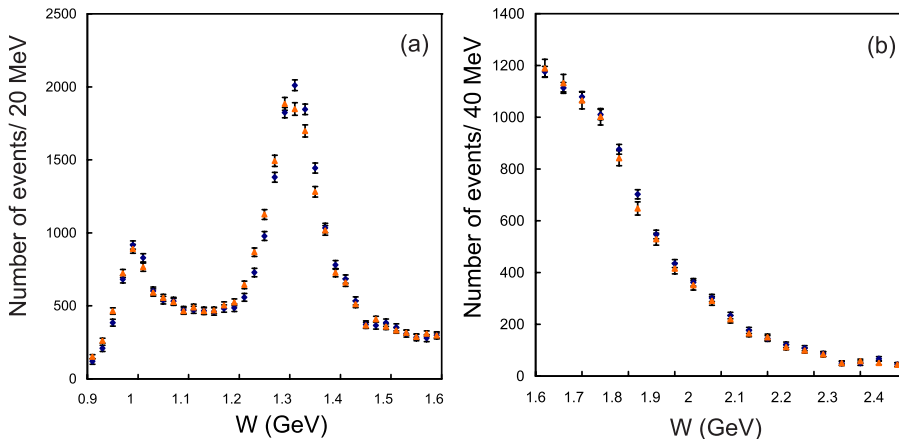 2500
2000
1500
1000
500
0
Number of events/ 20 MeV
(a)
0.9 1 1.1 1.2 1.3 1.4 1.5 1.6
W (GeV)
1400
1200
1000
800
600
400
200
0
Number of events/ 40 MeV
(b)
1.6 1.7 1.8 1.9 2 2.1 2.2 2.3 2.4
W (GeV)